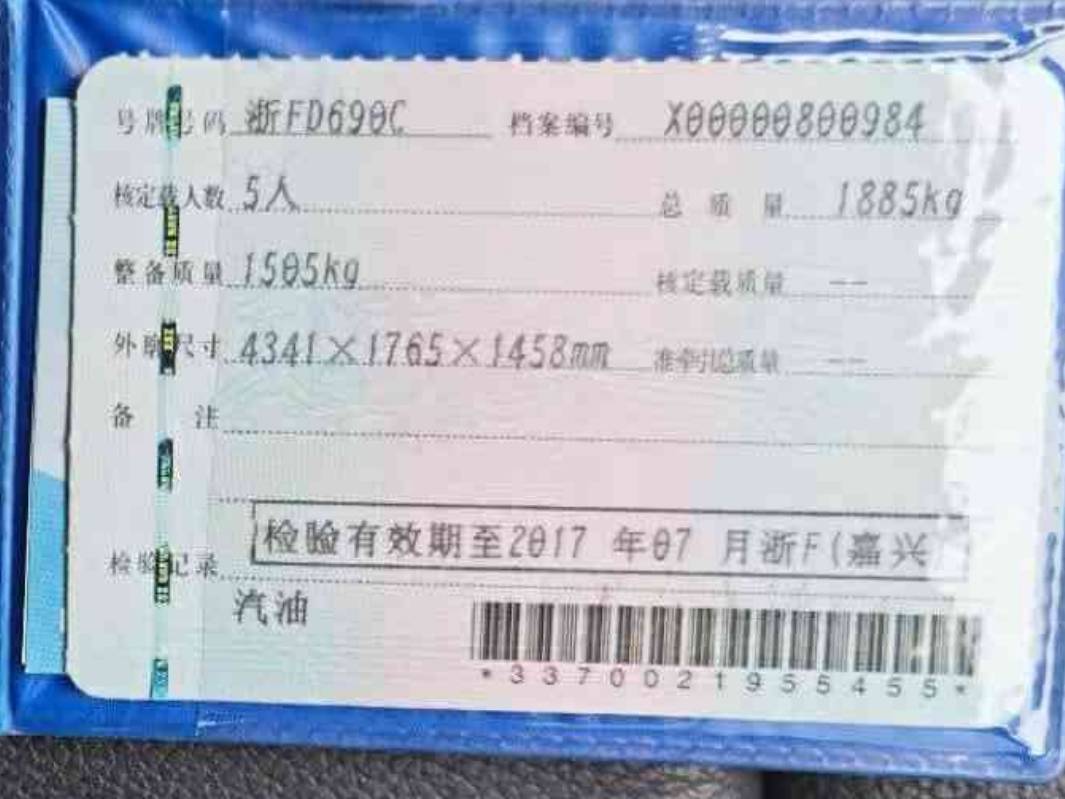 号牌号码 浙FD690C 档案编号 X00000800984
核定载人数 5人 总质量 1885kg
整备质量 1505kg 核定载质量 --
外廓尺寸 4341×1765×1458mm 准牵引总质量 --
备注
检验有效期至2017 年07 月浙F(嘉兴
检验记录
汽油
*3370021955455*